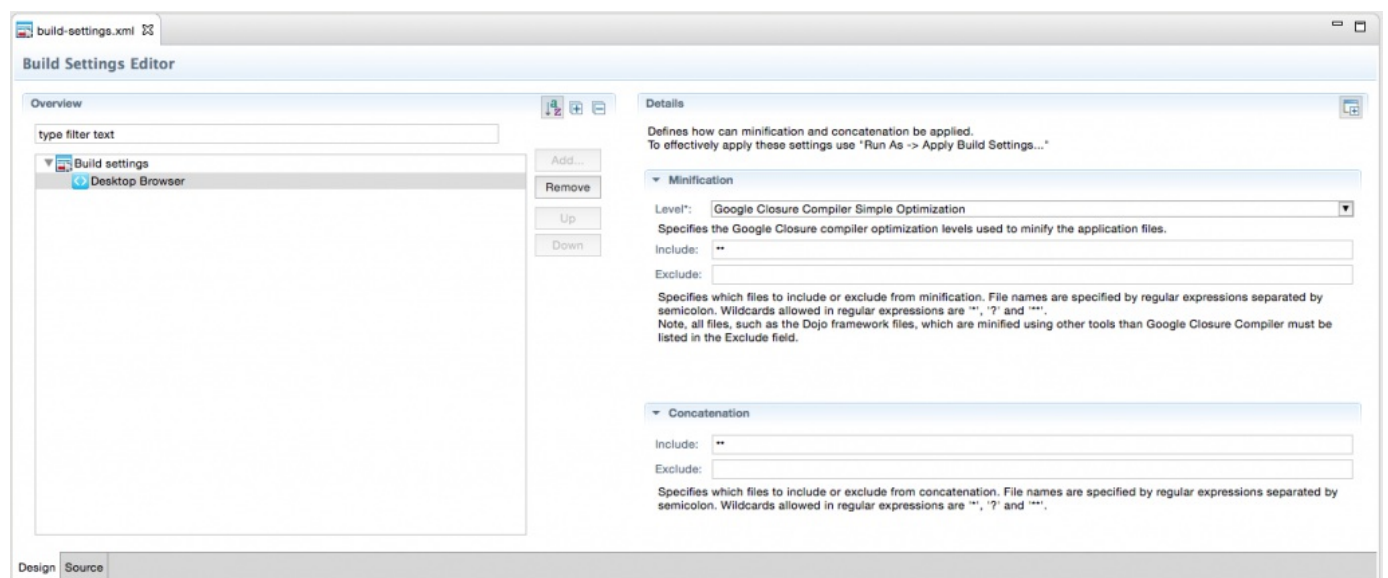 build-settings.xml
Build Settings Editor
Overview
type filter text
Build settings
Desktop Browser
Add...
Remove
Up
Down
Details
Defines how can minification and concatenation be applied.
To effectively apply these settings use "Run As -> Apply Build Settings..."
Minification
Level*: Google Closure Compiler Simple Optimization
Specifies the Google Closure compiler optimization levels used to minify the application files.
Include: **
Exclude:
Specifies which files to include or exclude from minification. File names are specified by regular expressions separated by
semicolon. Wildcards allowed in regular expressions are '*', '?' and '**'.
Note, all files, such as the Dojo framework files, which are minified using other tools than Google Closure Compiler must be
listed in the Exclude field.
Concatenation
Include: **
Exclude:
Specifies which files to include or exclude from concatenation. File names are specified by regular expressions separated by
semicolon. Wildcards allowed in regular expressions are '*', '?' and '**'.
Design Source